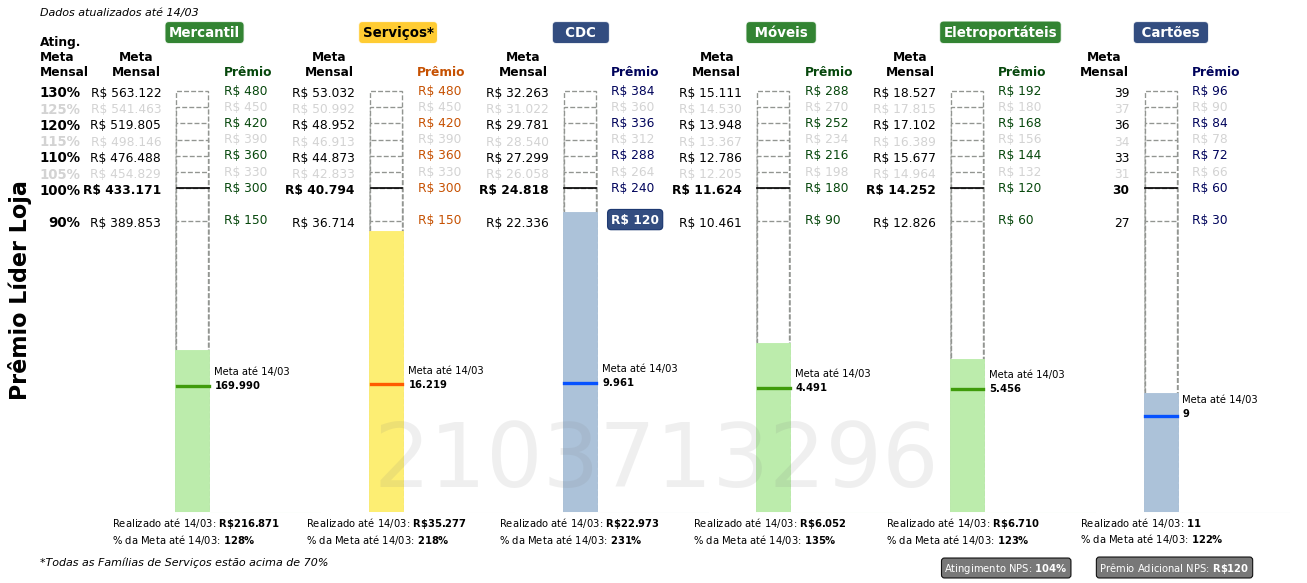 Dados atualizados até 14/03
Mercantil Serviços* CDC Móveis Eletroportáteis Cartões
Ating. Meta Mensal
Meta Mensal Prêmio Meta Mensal Prêmio Meta Mensal Prêmio Meta Mensal Prêmio Meta Mensal Prêmio Meta Mensal Prêmio
130% R$ 563.122 R$ 480 R$ 53.032 R$ 480 R$ 32.263 R$ 384 R$ 15.111 R$ 288 R$ 18.527 R$ 192 39 R$ 96
125% R$ 541.463 R$ 450 R$ 50.992 R$ 450 R$ 31.022 R$ 360 R$ 14.530 R$ 270 R$ 17.815 R$ 180 37 R$ 90
120% R$ 519.805 R$ 420 R$ 48.952 R$ 420 R$ 29.781 R$ 336 R$ 13.948 R$ 252 R$ 17.102 R$ 168 36 R$ 84
115% R$ 498.146 R$ 390 R$ 46.913 R$ 390 R$ 28.540 R$ 312 R$ 13.367 R$ 234 R$ 16.389 R$ 156 34 R$ 78
110% R$ 476.488 R$ 360 R$ 44.873 R$ 360 R$ 27.299 R$ 288 R$ 12.786 R$ 216 R$ 15.677 R$ 144 33 R$ 72
105% R$ 454.829 R$ 330 R$ 42.833 R$ 330 R$ 26.058 R$ 264 R$ 12.205 R$ 198 R$ 14.964 R$ 132 31 R$ 66
100% R$ 433.171 R$ 300 R$ 40.794 R$ 300 R$ 24.818 R$ 240 R$ 11.624 R$ 180 R$ 14.252 R$ 120 30 R$ 60
90% R$ 389.853 R$ 150 R$ 36.714 R$ 150 R$ 22.336 R$ 120 R$ 10.461 R$ 90 R$ 12.826 R$ 60 27 R$ 30
Prêmio Líder Loja
Meta até 14/03 Meta até 14/03 Meta até 14/03 Meta até 14/03 Meta até 14/03 Meta até 14/03
169.990 16.219 9.961 4.491 5.456 9
2103713296
Realizado até 14/03: R$216.871 Realizado até 14/03: R$35.277 Realizado até 14/03: R$22.973 Realizado até 14/03: R$6.052 Realizado até 14/03: R$6.710 Realizado até 14/03: 11
% da Meta até 14/03: 128% % da Meta até 14/03: 218% % da Meta até 14/03: 231% % da Meta até 14/03: 135% % da Meta até 14/03: 123% % da Meta até 14/03: 122%
*Todas as Famílias de Serviços estão acima de 70%
Atingimento NPS: 104% Prêmio Adicional NPS: R$120